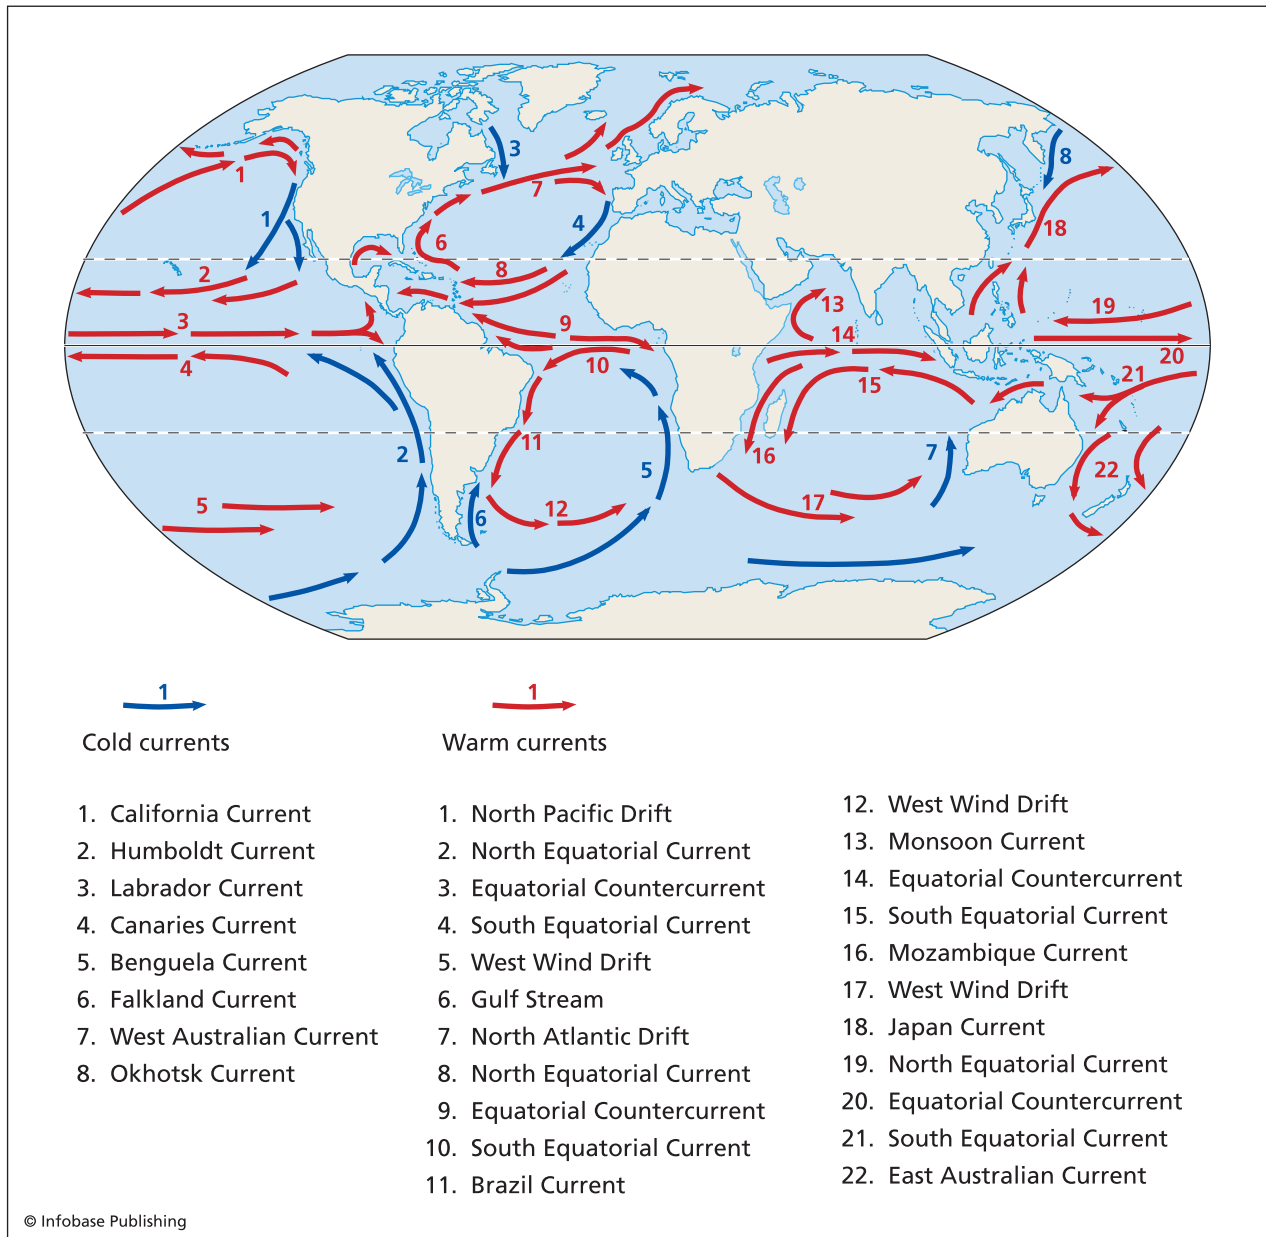 3
8
1
7
1
4
18
6
2
8
13
19
3
9
14
4
10
20
15
21
11
2
16
7
5
22
5
12
17
6
1
1
Cold currents
Warm currents
1. California Current
2. Humboldt Current
3. Labrador Current
4. Canaries Current
5. Benguela Current
6. Falkland Current
7. West Australian Current
8. Okhotsk Current
1. North Pacific Drift
2. North Equatorial Current
3. Equatorial Countercurrent
4. South Equatorial Current
5. West Wind Drift
6. Gulf Stream
7. North Atlantic Drift
8. North Equatorial Current
9. Equatorial Countercurrent
10. South Equatorial Current
11. Brazil Current
12. West Wind Drift
13. Monsoon Current
14. Equatorial Countercurrent
15. South Equatorial Current
16. Mozambique Current
17. West Wind Drift
18. Japan Current
19. North Equatorial Current
20. Equatorial Countercurrent
21. South Equatorial Current
22. East Australian Current
© Infobase Publishing